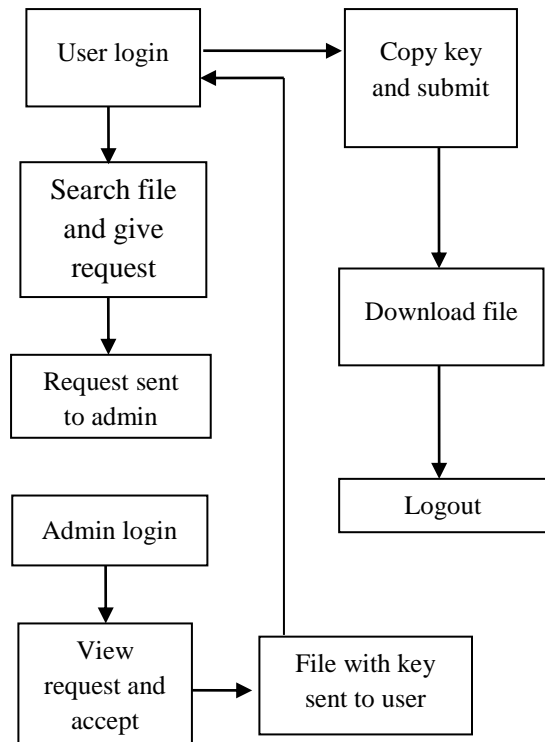 User login
Copy key
and submit
Search file
and give
request
Download file
Request sent
to admin
Logout
Admin login
View
request and
accept
File with key
sent to user